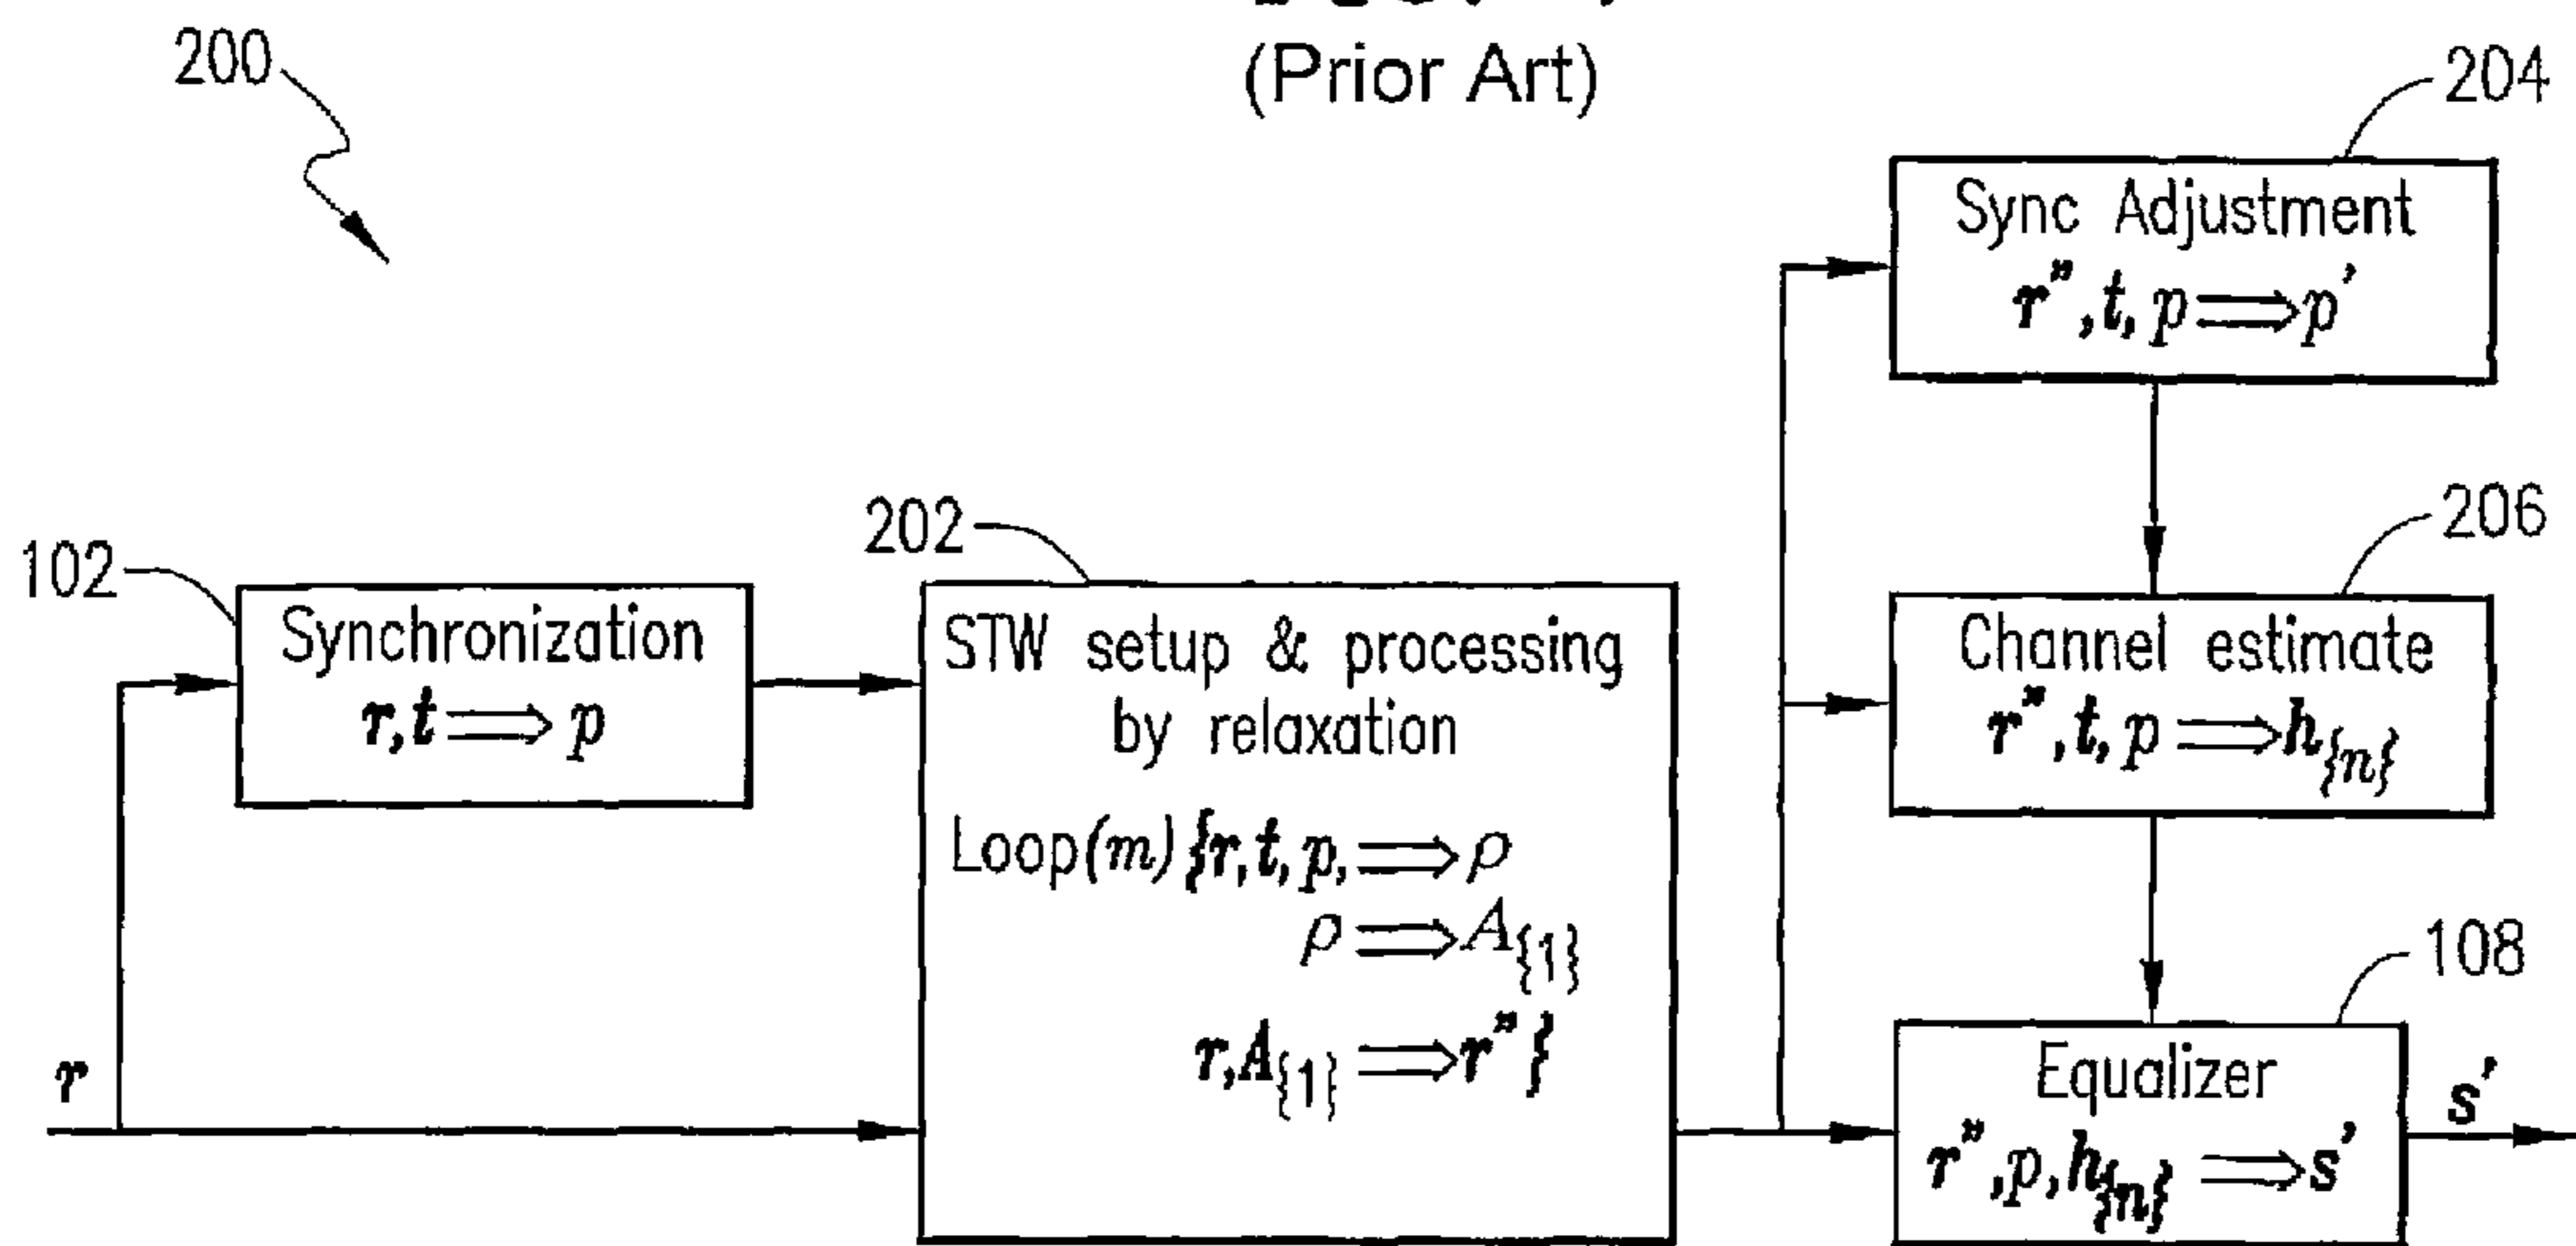 (Prior Art)
200
204
Sync Adjustment
r", t, p ⟹ p'
102
Synchronization
r, t ⟹ p
202
STW setup & processing
by relaxation
Loop(m) {r, t, p, ⟹ ρ
ρ ⟹ A{1}
r, A{1} ⟹ r" }
206
Channel estimate
r", t, p ⟹ h{n}
108
Equalizer
r", p, h{n} ⟹ s'
r
s'